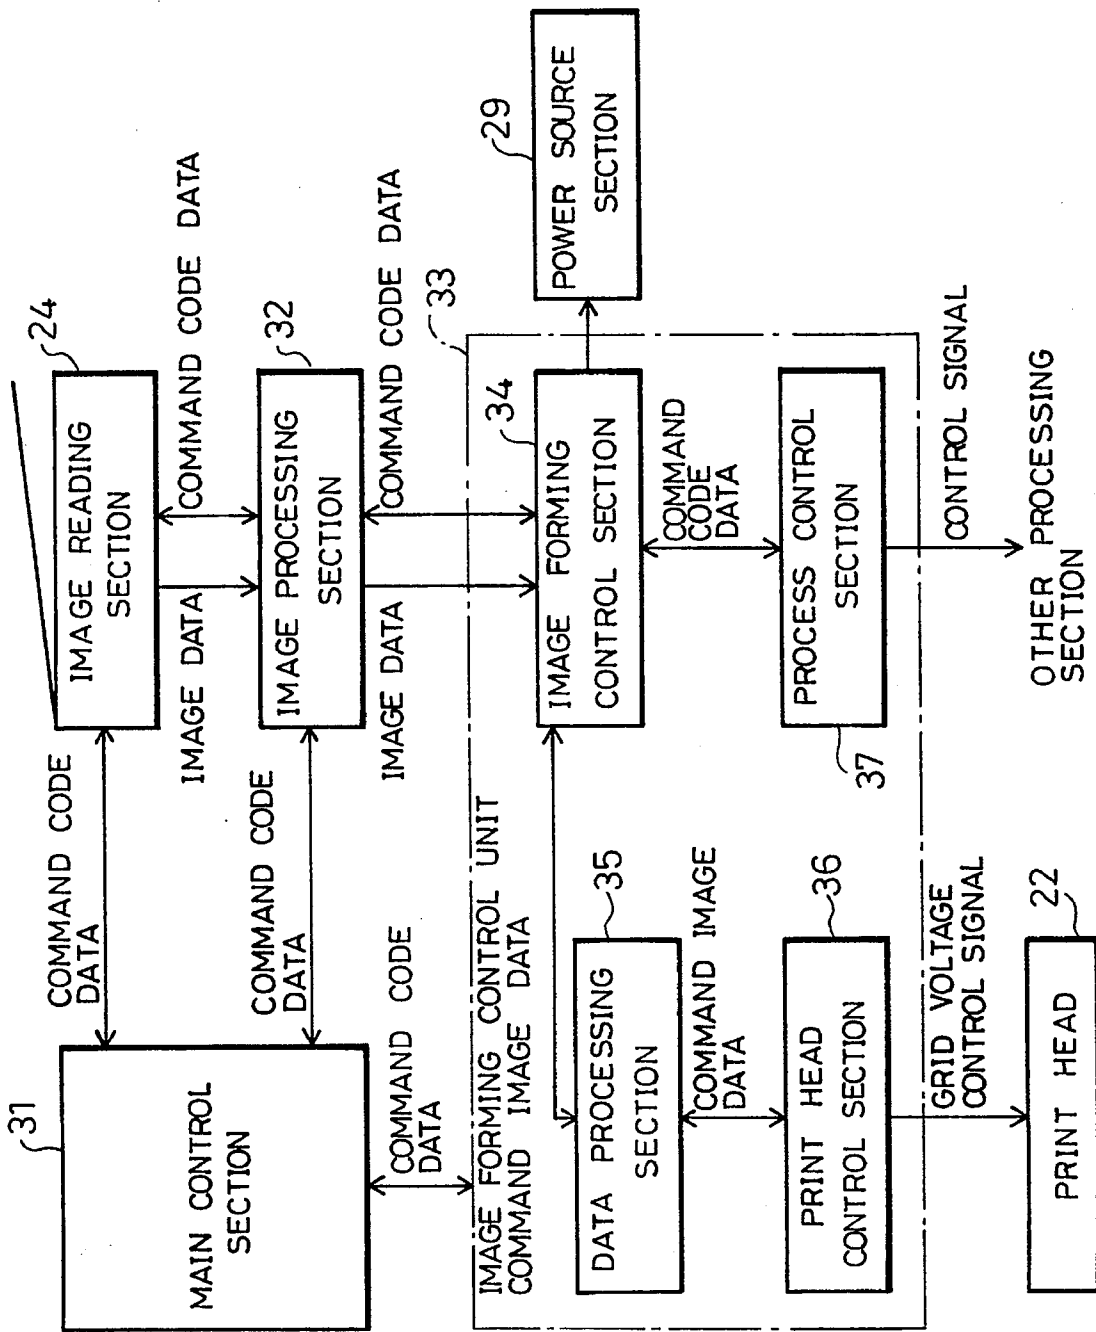 31
MAIN CONTROL
SECTION
COMMAND CODE
DATA
24
IMAGE READING
SECTION
COMMAND CODE
DATA
32
IMAGE PROCESSING
SECTION
IMAGE DATA
COMMAND CODE DATA
IMAGE DATA
COMMAND CODE DATA
COMMAND CODE
DATA
33
IMAGE FORMING CONTROL UNIT
COMMAND IMAGE DATA
34
IMAGE FORMING
CONTROL SECTION
29
POWER SOURCE
SECTION
35
DATA PROCESSING
SECTION
COMMAND IMAGE
DATA
COMMAND
CODE
DATA
36
PRINT HEAD
CONTROL SECTION
37
PROCESS CONTROL
SECTION
GRID VOLTAGE
CONTROL SIGNAL
CONTROL SIGNAL
22
PRINT HEAD
OTHER PROCESSING
SECTION